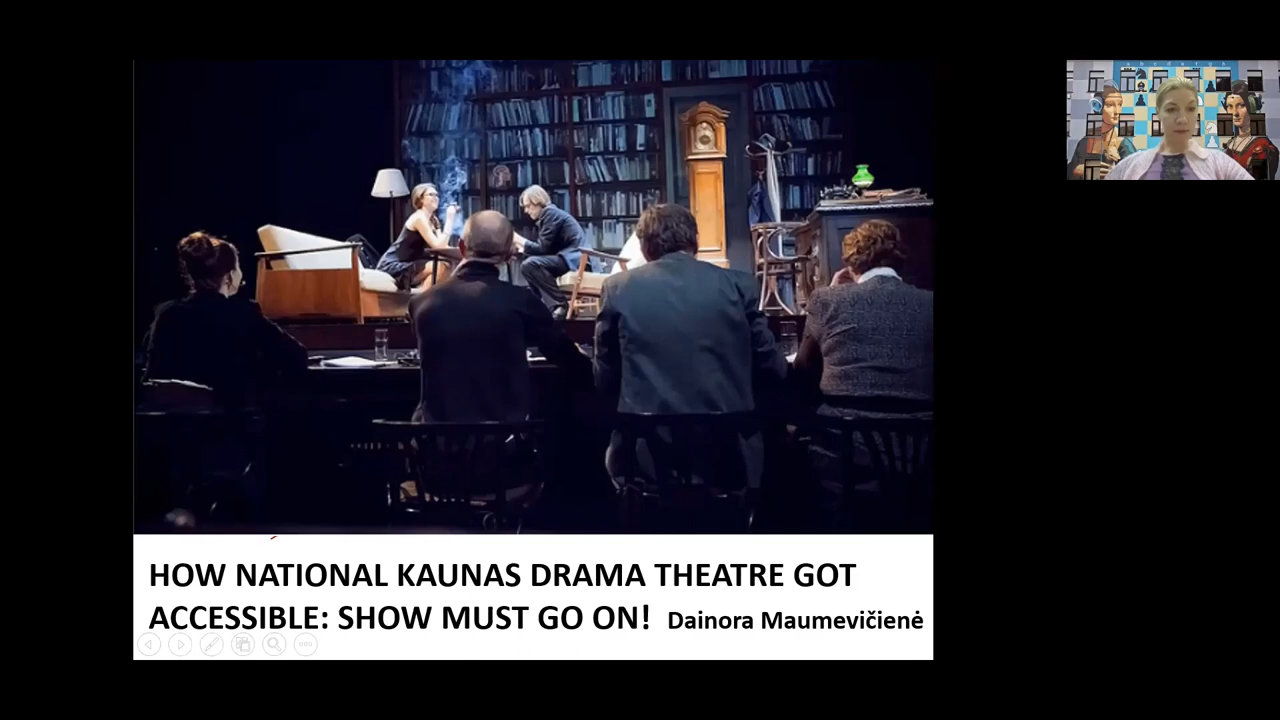 HOW NATIONAL KAUNAS DRAMA THEATRE GOT
ACCESSIBLE: SHOW MUST GO ON! Dainora Maumevičienė